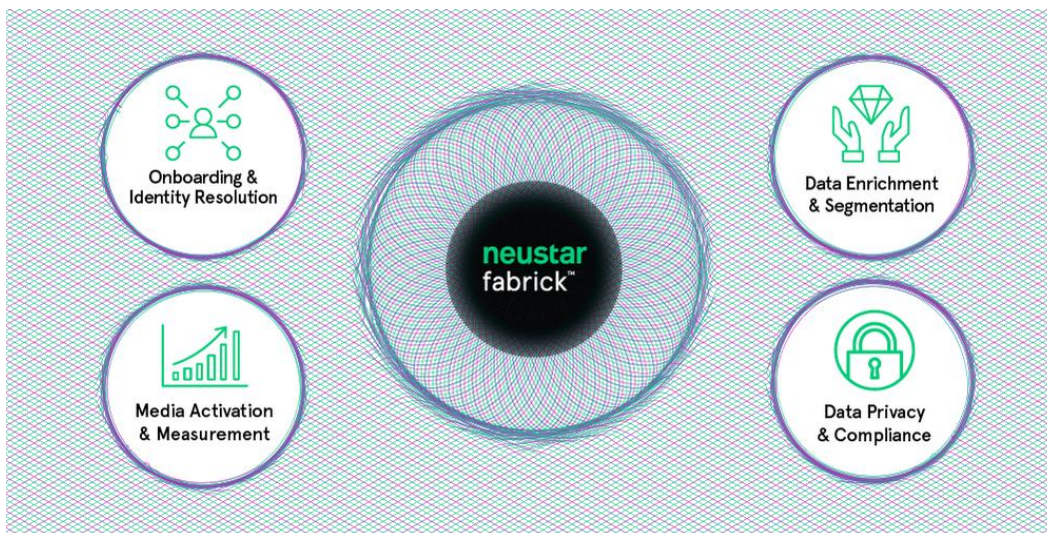 Onboarding &
Identity Resolution
Data Enrichment
& Segmentation
neustar
fabrick™
Media Activation
& Measurement
Data Privacy
& Compliance